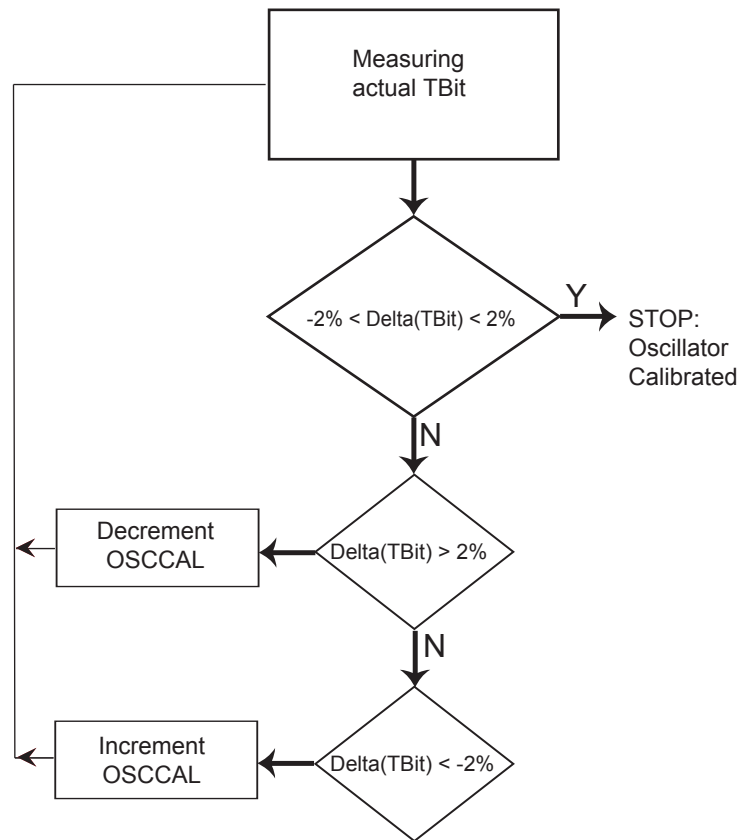 Measuring
actual TBit
-2% < Delta(TBit) < 2%
Y
STOP:
Oscillator
Calibrated
N
Decrement
OSCCAL
Delta(TBit) > 2%
N
Increment
OSCCAL
Delta(TBit) < -2%